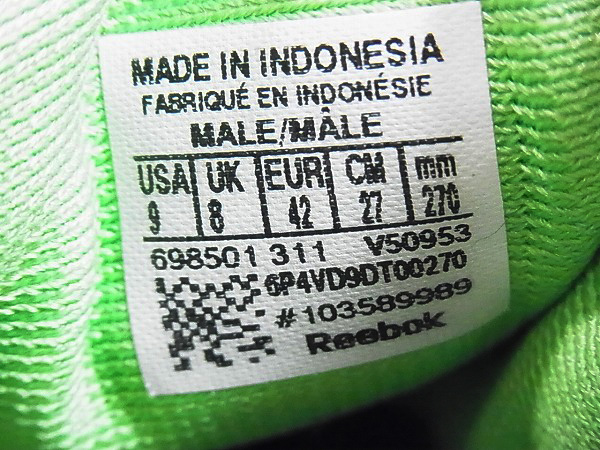 MADE IN INDONESIA
FABRIQUÉ EN INDONÉSIE
MALE/MÂLE
USA UK EUR CM mm
9 8 42 27 270
698501 311 V50953
6P4VD9DT00270
#103589989
Reebok